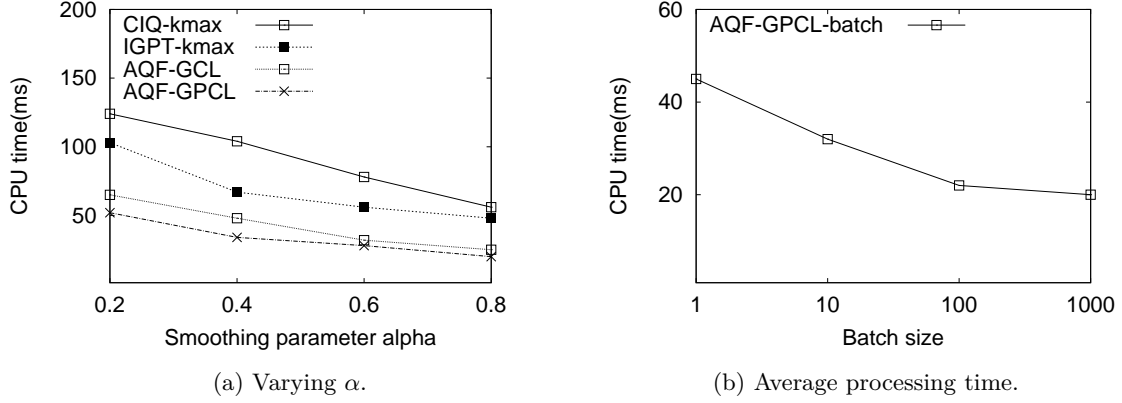 CPU time(ms)
200
150
100
50
CIQ-kmax
IGPT-kmax
AQF-GCL
AQF-GPCL
0.2 0.4 0.6 0.8
Smoothing parameter alpha
(a) Varying α.
CPU time(ms)
60
40
20
AQF-GPCL-batch
1 10 100 1000
Batch size
(b) Average processing time.